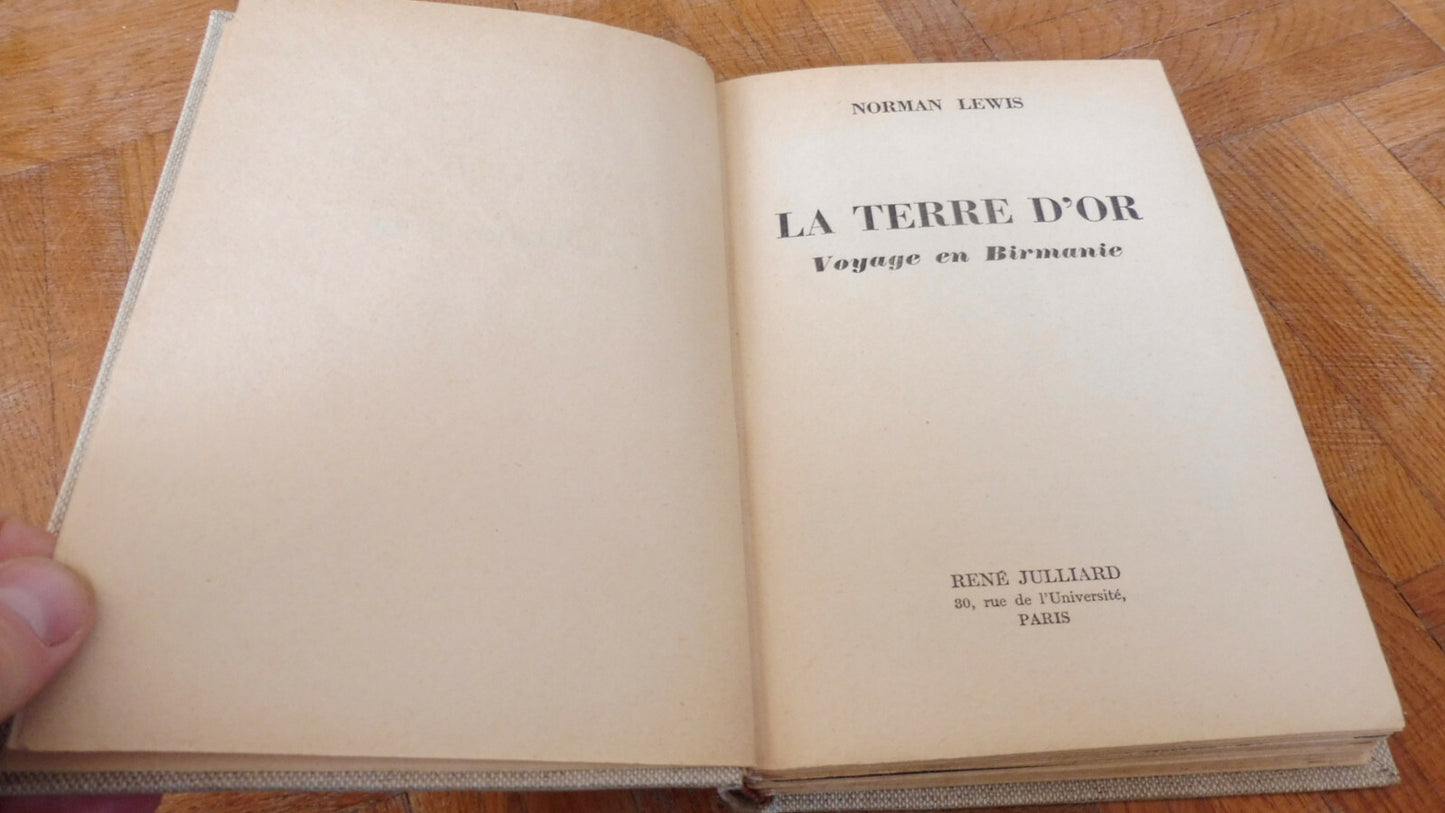 NORMAN LEWIS
LA TERRE D'OR
Voyage en Birmanie
RENÉ JULLIARD
30, rue de l'Université,
PARIS